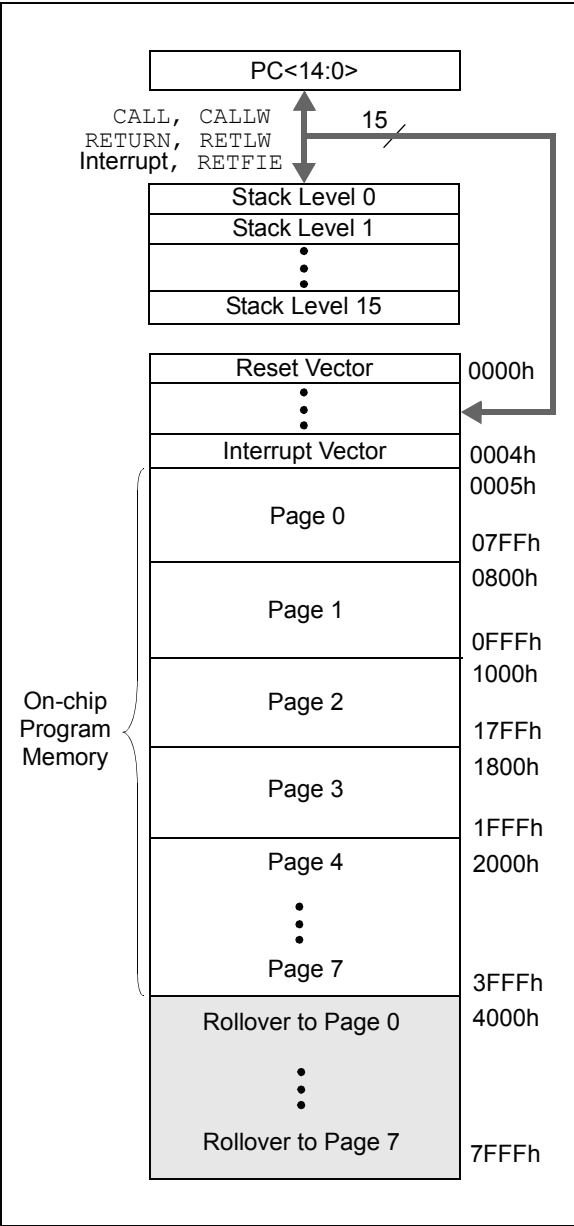 PC<14:0>
CALL, CALLW
15
RETURN, RETLW
Interrupt, RETFIE
Stack Level 0
Stack Level 1
Stack Level 15
Reset Vector
0000h
Interrupt Vector
0004h
0005h
Page 0
07FFh
0800h
Page 1
0FFFh
1000h
On-chip
Program
Memory
Page 2
17FFh
1800h
Page 3
1FFFh
Page 4
2000h
Page 7
3FFFh
Rollover to Page 0
4000h
Rollover to Page 7
7FFFh